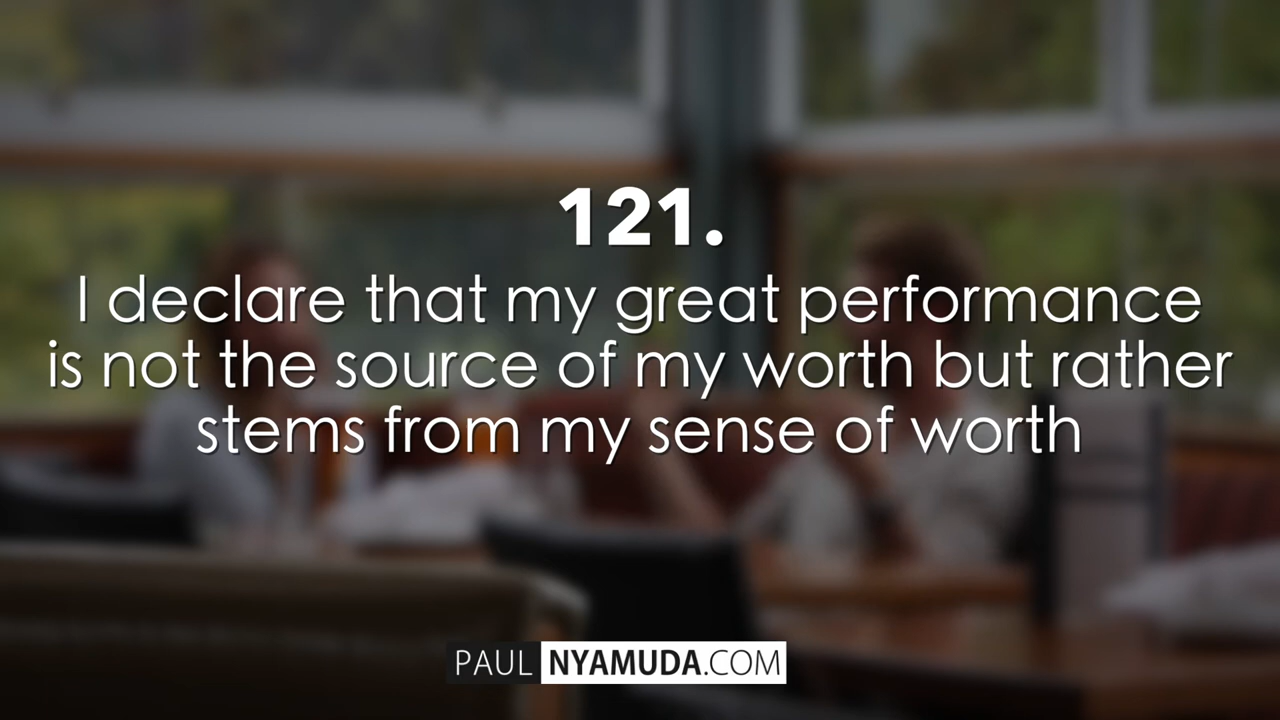 121.
I declare that my great performance
is not the source of my worth but rather
stems from my sense of worth
PAUL NYAMUDA.COM